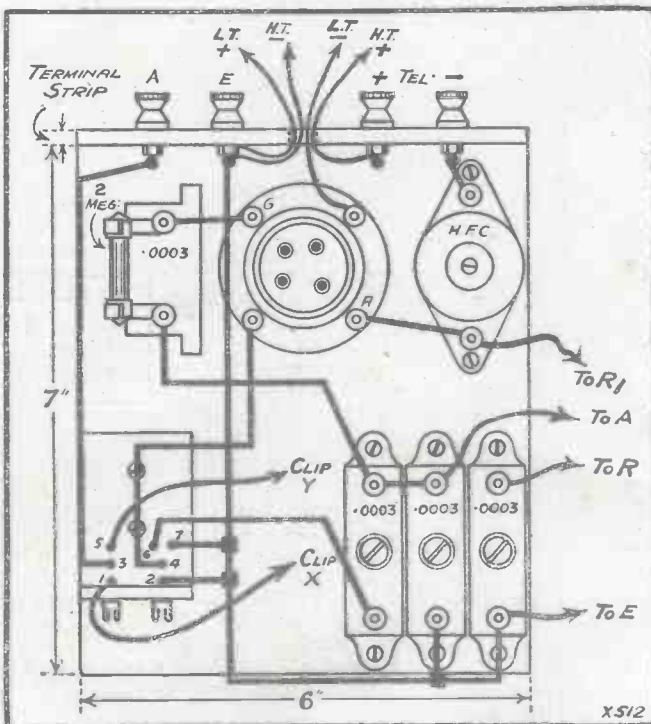 L.T. H.T. L.T. H.T.
+ − − +
TERMINAL STRIP
A E + TEL. −
2 MEG.
.0003
G
H.F.C
A
7"
TO R1
TO A
TO R
TO E
.0003 .0003 .0003
CLIP Y
CLIP X
5 6 7
3 4
1 2
6"
X512